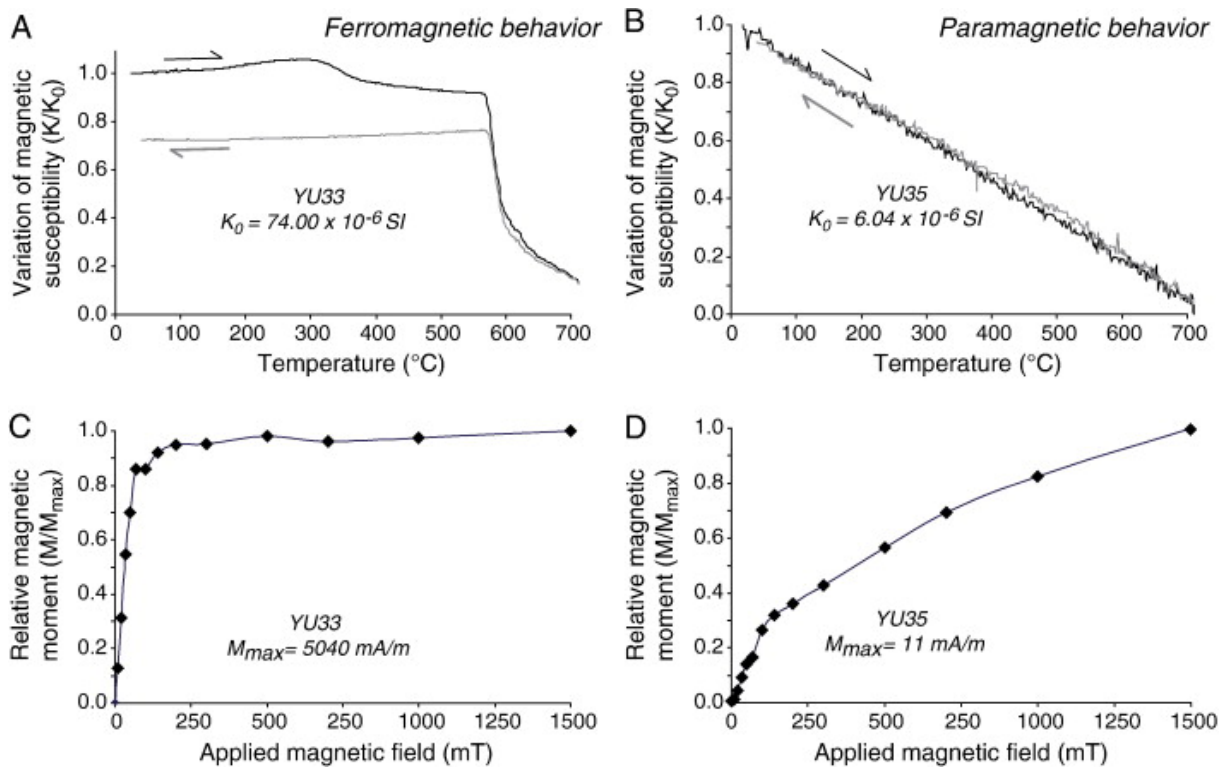 A
Ferromagnetic behavior
Variation of magnetic
susceptibility (K/K0)
1.0
0.8
0.6
0.4
0.2
0.0
YU33
K0 = 74.00 x 10-6 SI
0 100 200 300 400 500 600 700
Temperature (°C)
B
Paramagnetic behavior
Variation of magnetic
susceptibility (K/K0)
1.0
0.8
0.6
0.4
0.2
0.0
YU35
K0 = 6.04 x 10-6 SI
0 100 200 300 400 500 600 700
Temperature (°C)
C
Relative magnetic
moment (M/Mmax)
1.0
0.8
0.6
0.4
0.2
0.0
YU33
Mmax= 5040 mA/m
0 250 500 250 1000 1250 1500
Applied magnetic field (mT)
D
Relative magnetic
moment (M/Mmax)
1.0
0.8
0.6
0.4
0.2
0.0
YU35
Mmax= 11 mA/m
0 250 500 250 1000 1250 1500
Applied magnetic field (mT)